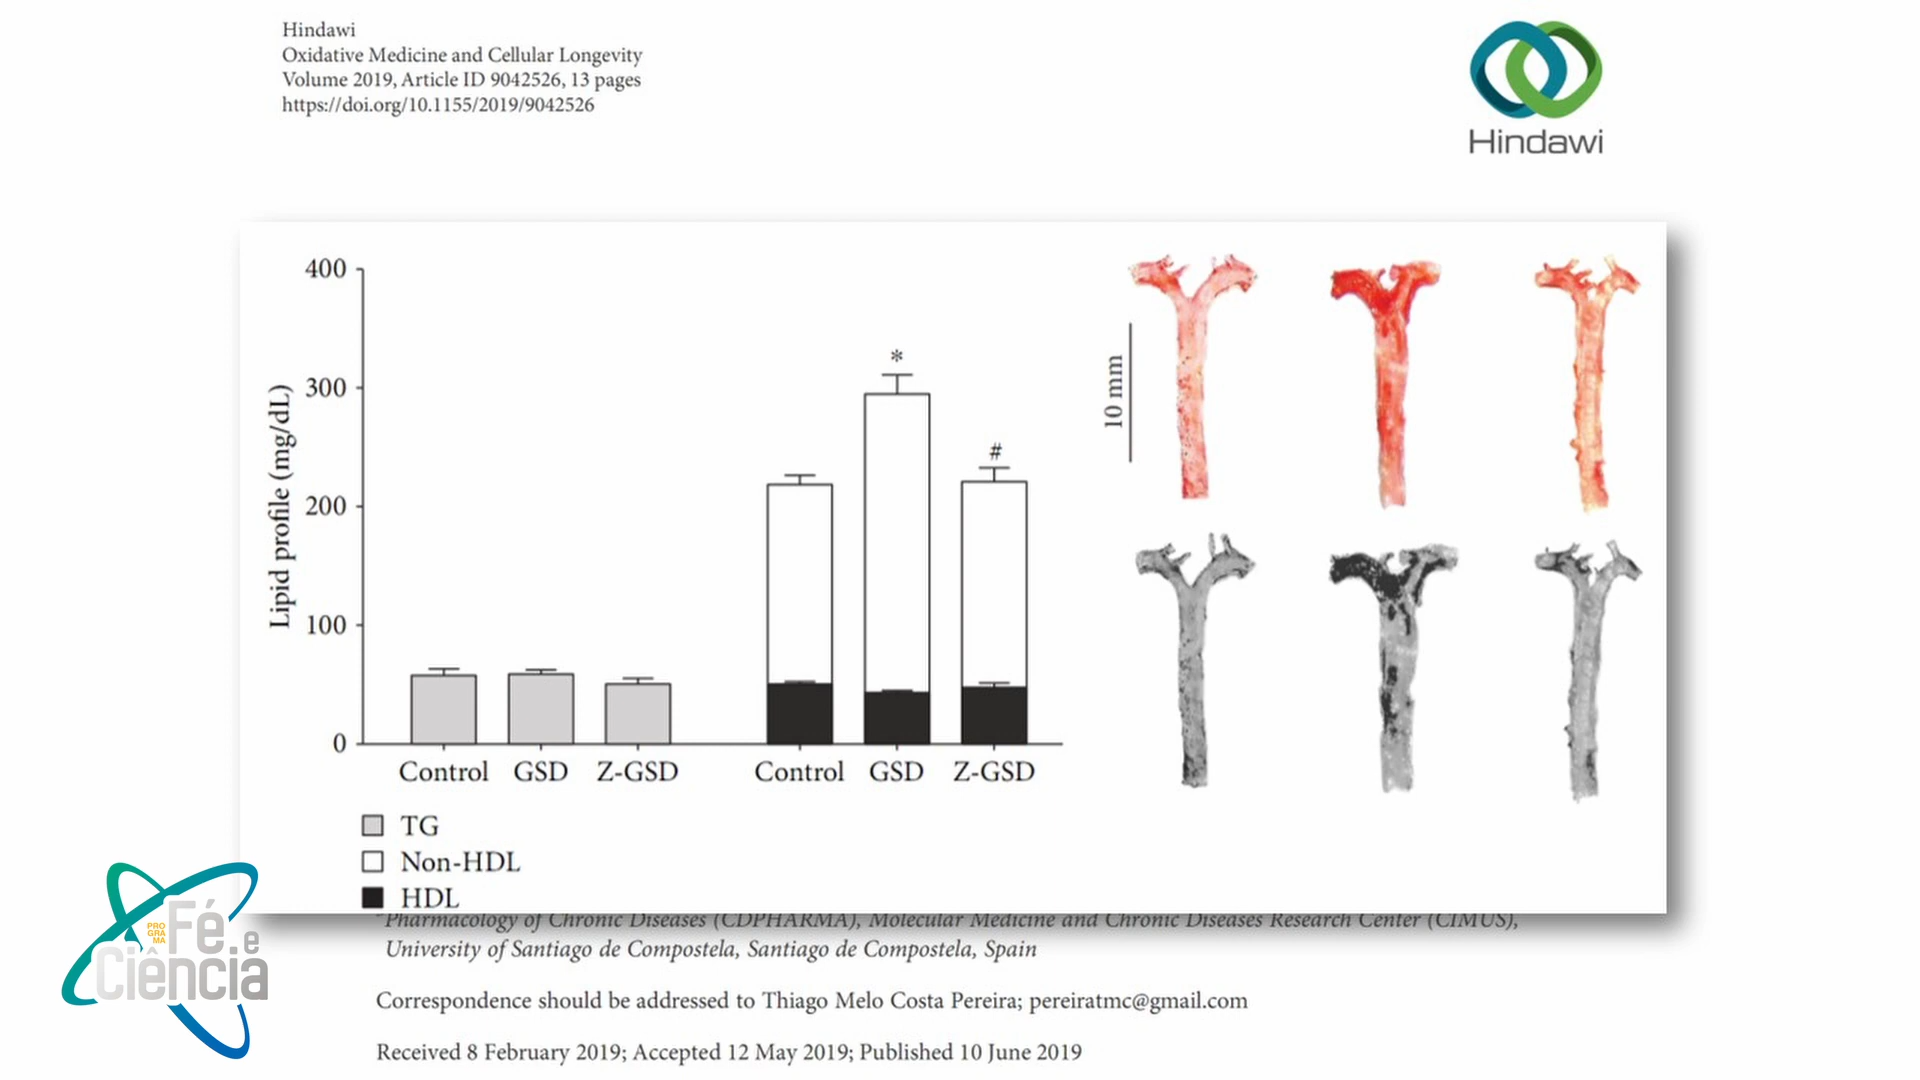 Hindawi
Oxidative Medicine and Cellular Longevity
Volume 2019, Article ID 9042526, 13 pages
https://doi.org/10.1155/2019/9042526
Hindawi
Lipid profile (mg/dL)
400
300
200
100
0
*
#
Control GSD Z-GSD Control GSD Z-GSD
TG
Non-HDL
HDL
10 mm
Pharmacology of Chronic Diseases (CDPHARMA), Molecular Medicine and Chronic Diseases Research Center (CIMUS),
University of Santiago de Compostela, Santiago de Compostela, Spain
Correspondence should be addressed to Thiago Melo Costa Pereira; pereiratmc@gmail.com
Received 8 February 2019; Accepted 12 May 2019; Published 10 June 2019
PRO
GRA
MA
Fé e
Ciência